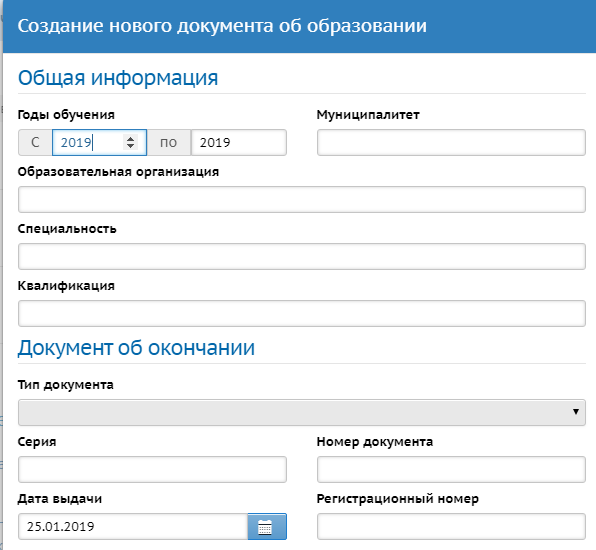 Создание нового документа об образовании
Общая информация
Годы обучения
Муниципалитет
С 2019 по 2019
Образовательная организация
Специальность
Квалификация
Документ об окончании
Тип документа
Серия
Номер документа
Дата выдачи
Регистрационный номер
25.01.2019